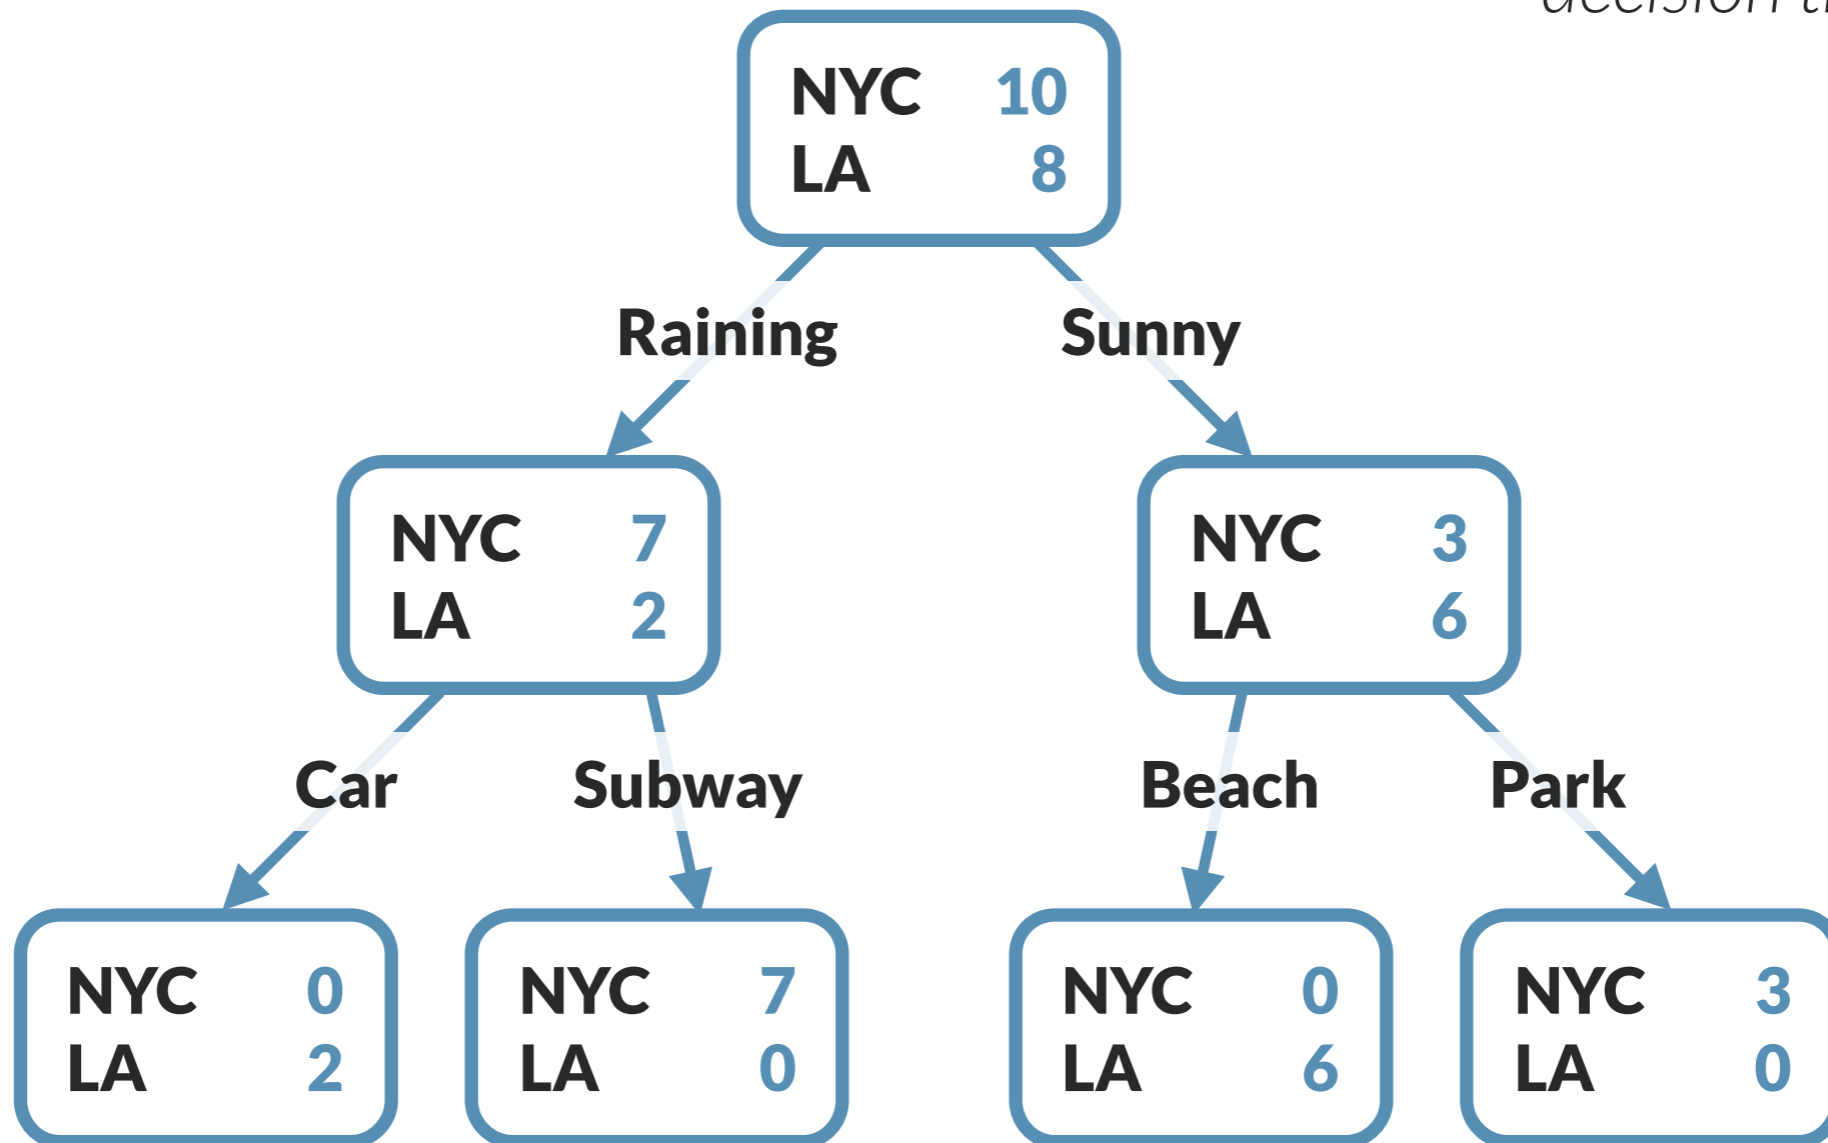 decision
NYC 10
LA 8
Raining Sunny
NYC 7
LA 2
NYC 3
LA 6
Car Subway Beach Park
NYC 0
LA 2
NYC 7
LA 0
NYC 0
LA 6
NYC 3
LA 0